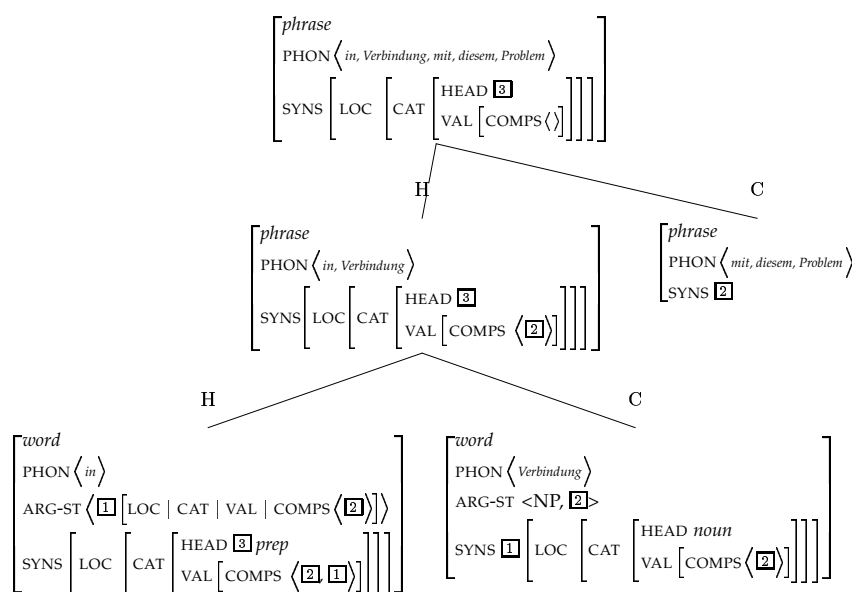 phrase
PHON ⟨in, Verbindung, mit, diesem, Problem⟩
SYNS [LOC [CAT [HEAD 3
VAL [COMPS⟨⟩]]]]
H
C
phrase
PHON ⟨in, Verbindung⟩
SYNS [LOC [CAT [HEAD 3
VAL [COMPS ⟨2⟩]]]]
phrase
PHON ⟨mit, diesem, Problem⟩
SYNS 2
H
C
word
PHON ⟨in⟩
ARG-ST ⟨1 [LOC | CAT | VAL | COMPS⟨2⟩]⟩
SYNS [LOC [CAT [HEAD 3 prep
VAL [COMPS ⟨2, 1⟩]]]]
word
PHON ⟨Verbindung⟩
ARG-ST <NP, 2>
SYNS 1 [LOC [CAT [HEAD noun
VAL [COMPS⟨2⟩]]]]